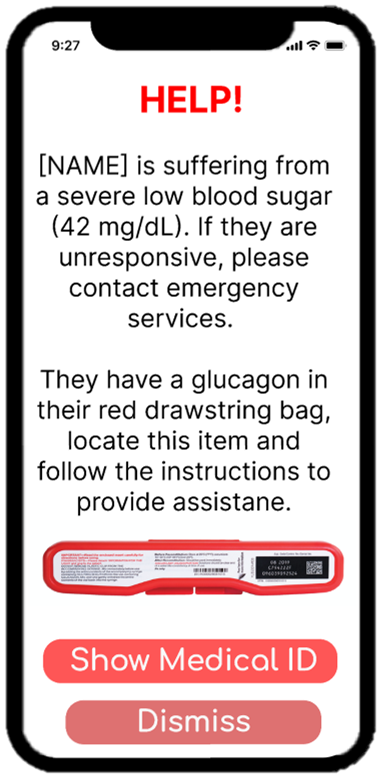 9:27
HELP!
[NAME] is suffering from
a severe low blood sugar
(42 mg/dL). If they are
unresponsive, please
contact emergency
services.
They have a glucagon in
their red drawstring bag,
locate this item and
follow the instructions to
provide assistane.
Show Medical ID
Dismiss